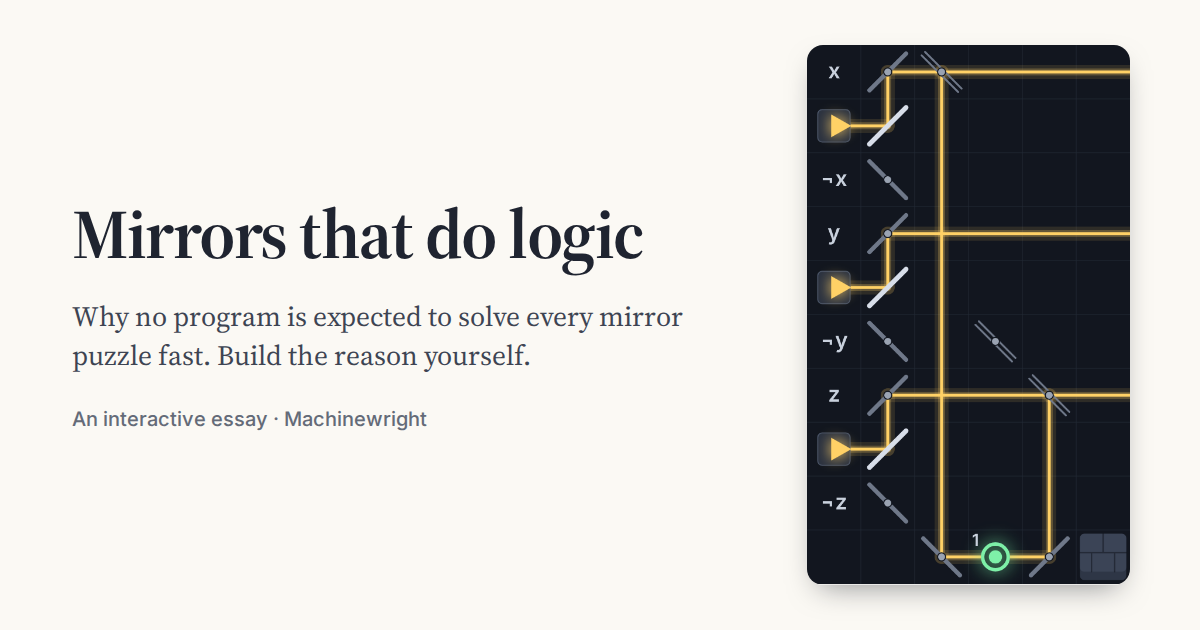 Mirrors that do logic
Why no program is expected to solve every mirror
puzzle fast. Build the reason yourself.
An interactive essay · Machinewright
x
¬x
y
¬y
z
¬z
1